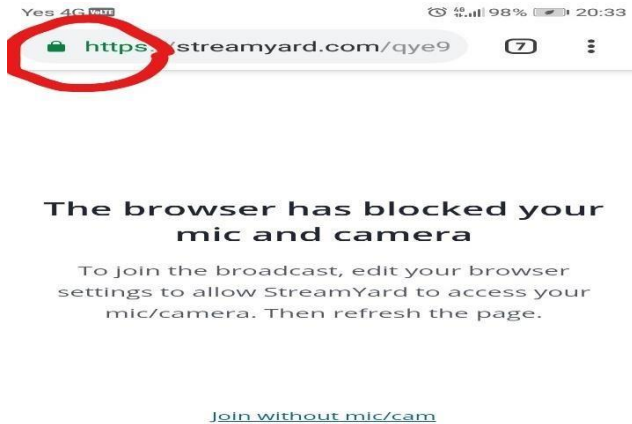 Yes 4G VoLTE 4G 98% 20:33
https://streamyard.com/qye9 7
The browser has blocked your
mic and camera
To join the broadcast, edit your browser
settings to allow StreamYard to access your
mic/camera. Then refresh the page.
Join without mic/cam